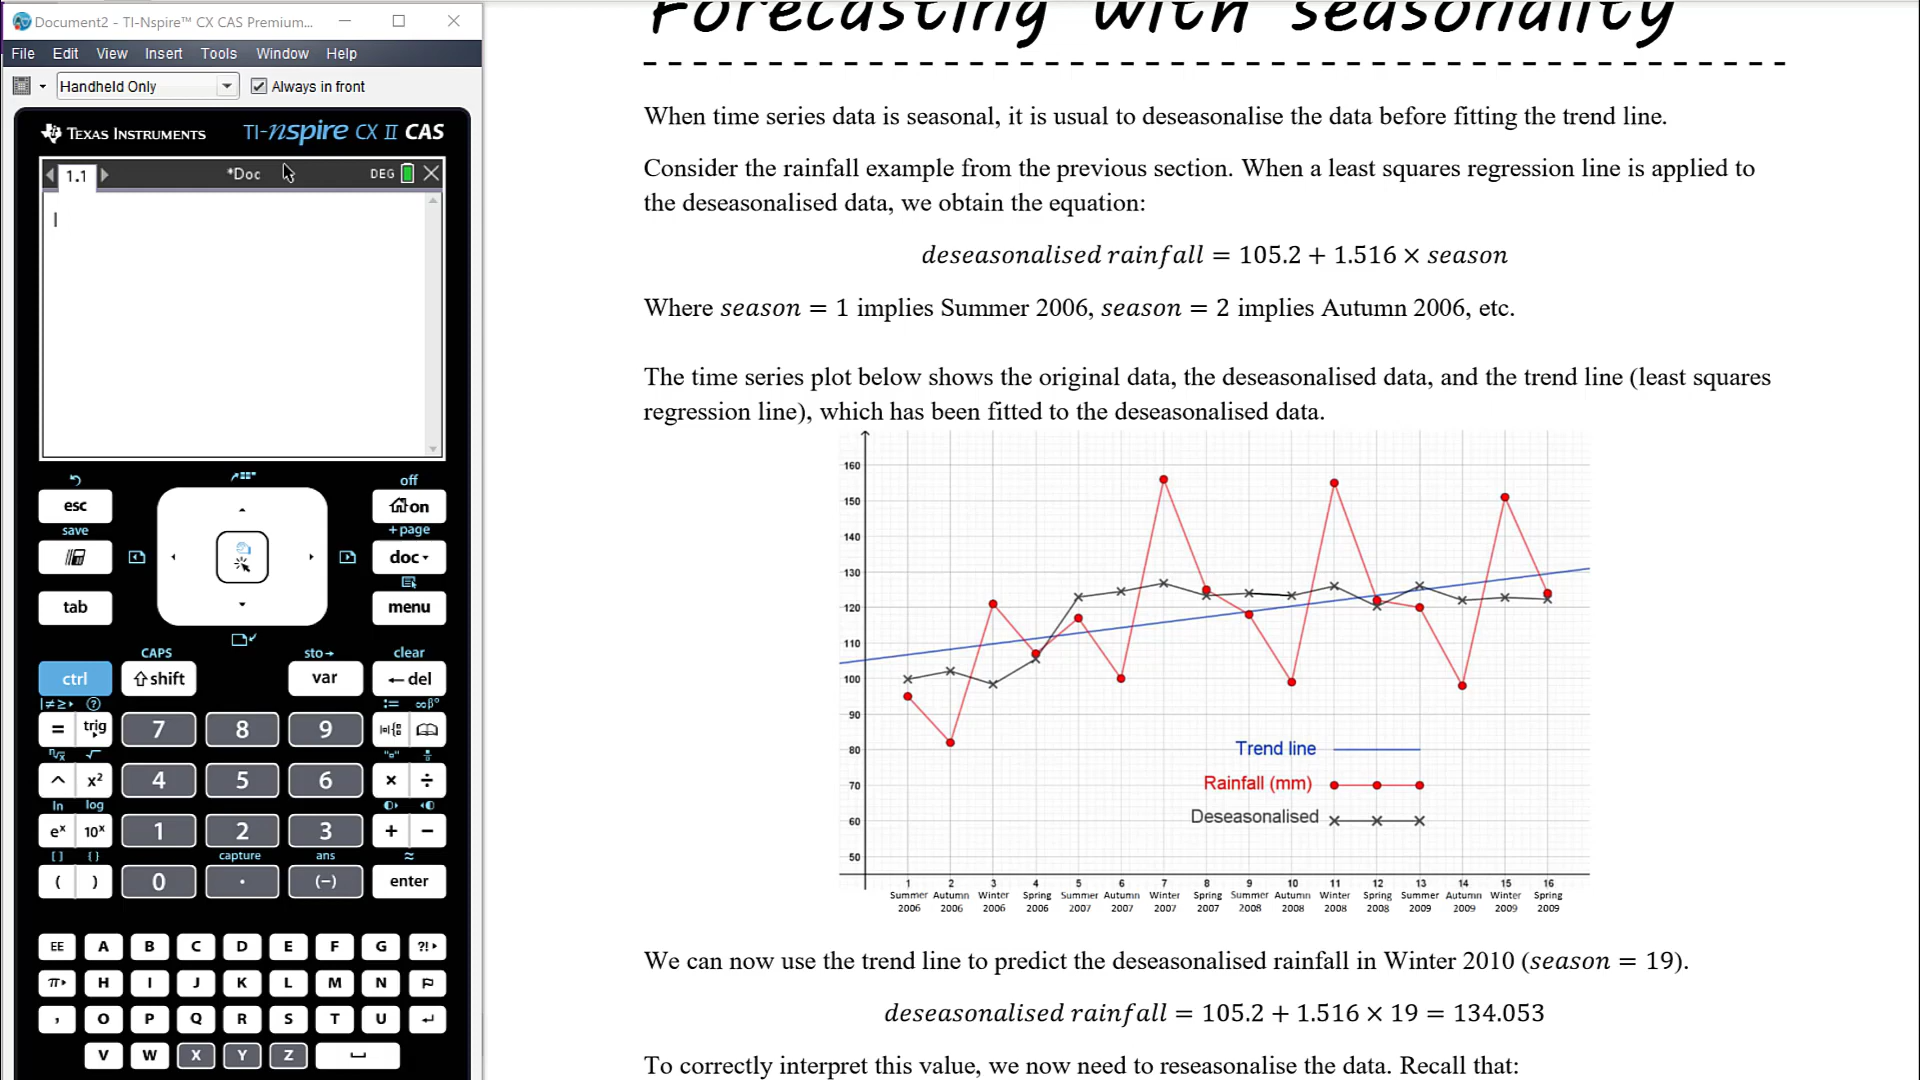 Document2 - TI-Nspire™ CX CAS Premium...
File Edit View Insert Tools Window Help
Handheld Only
Always in front
TEXAS INSTRUMENTS
TI-nspire CX II CAS
1.1
*Doc
DEG
off
esc
on
save
+page
doc
tab
menu
CAPS
sto→
clear
ctrl
⇧shift
var
←del
|≠≥▸
:=
∞β°
=
trig
7
8
9
|□|{
"□"
^
x²
4
5
6
×
÷
ln
log
eˣ
10ˣ
1
2
3
+
−
[ ]
{ }
capture
ans
≈
(
)
0
.
(−)
enter
EE A B C D E F G ?!▸
π▸ H I J K L M N
, O P Q R S T U ↵
V W X Y Z
Forecasting with seasonality
When time series data is seasonal, it is usual to deseasonalise the data before fitting the trend line.
Consider the rainfall example from the previous section. When a least squares regression line is applied to
the deseasonalised data, we obtain the equation:
deseasonalised rainfall = 105.2 + 1.516 × season
Where season = 1 implies Summer 2006, season = 2 implies Autumn 2006, etc.
The time series plot below shows the original data, the deseasonalised data, and the trend line (least squares
regression line), which has been fitted to the deseasonalised data.
160
150
140
130
120
110
100
90
80
70
60
50
Trend line
Rainfall (mm)
Deseasonalised
1 2 3 4 5 6 7 8 9 10 11 12 13 14 15 16
Summer Autumn Winter Spring Summer Autumn Winter Spring Summer Autumn Winter Spring Summer Autumn Winter Spring
2006 2006 2006 2006 2007 2007 2007 2007 2008 2008 2008 2008 2009 2009 2009 2009
We can now use the trend line to predict the deseasonalised rainfall in Winter 2010 (season = 19).
deseasonalised rainfall = 105.2 + 1.516 × 19 = 134.053
To correctly interpret this value, we now need to reseasonalise the data. Recall that: